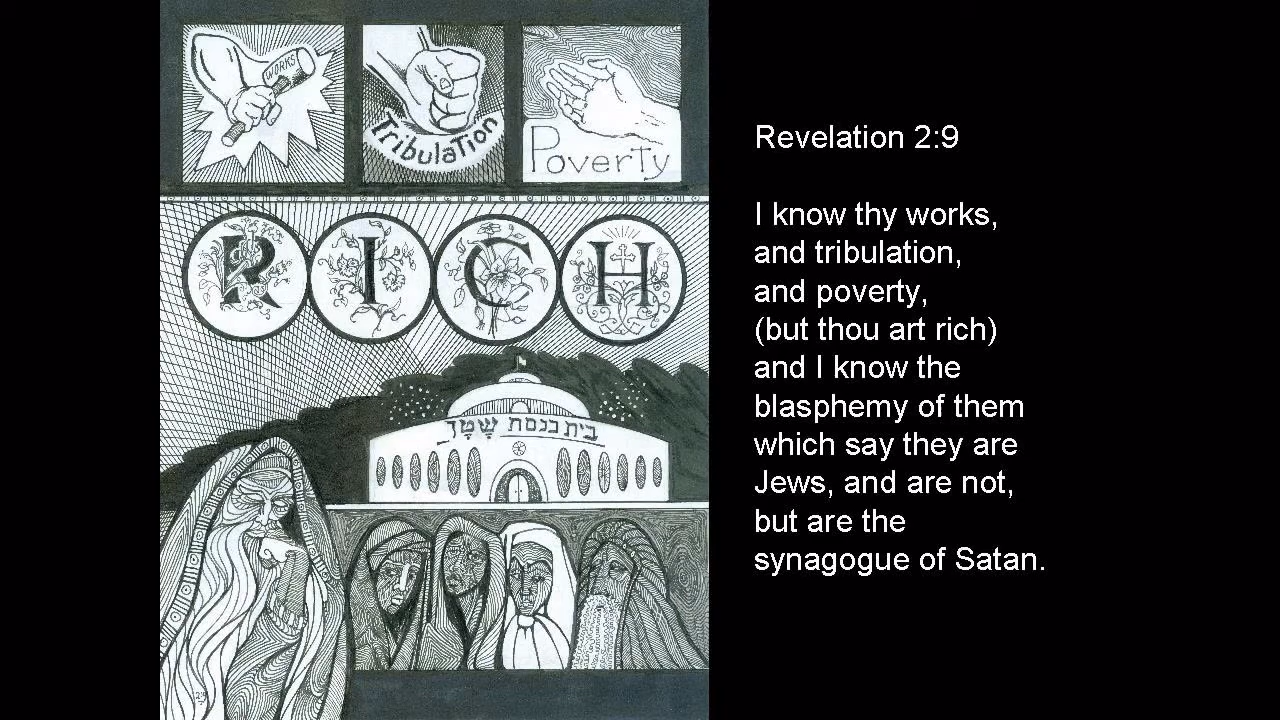 WORKS
Tribulation
Poverty
RICH
בית כנסת שָטָן
Revelation 2:9
I know thy works,
and tribulation,
and poverty,
(but thou art rich)
and I know the
blasphemy of them
which say they are
Jews, and are not,
but are the
synagogue of Satan.